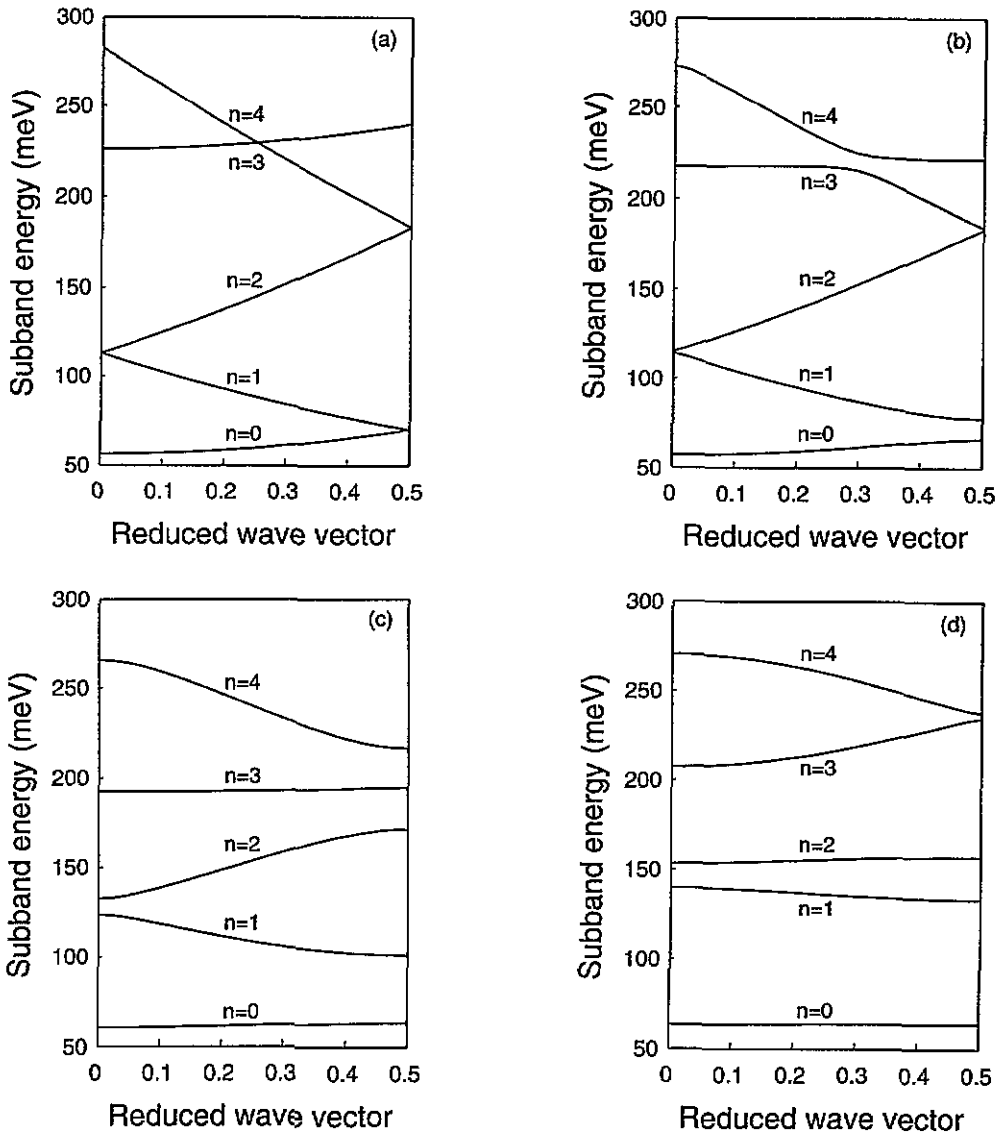 (a)
300
250
200
150
100
50
Subband energy (meV)
n=4
n=3
n=2
n=1
n=0
0 0.1 0.2 0.3 0.4 0.5
Reduced wave vector
(b)
300
250
200
150
100
50
Subband energy (meV)
n=4
n=3
n=2
n=1
n=0
0 0.1 0.2 0.3 0.4 0.5
Reduced wave vector
(c)
300
250
200
150
100
50
Subband energy (meV)
n=4
n=3
n=2
n=1
n=0
0 0.1 0.2 0.3 0.4 0.5
Reduced wave vector
(d)
300
250
200
150
100
50
Subband energy (meV)
n=4
n=3
n=2
n=1
n=0
0 0.1 0.2 0.3 0.4 0.5
Reduced wave vector